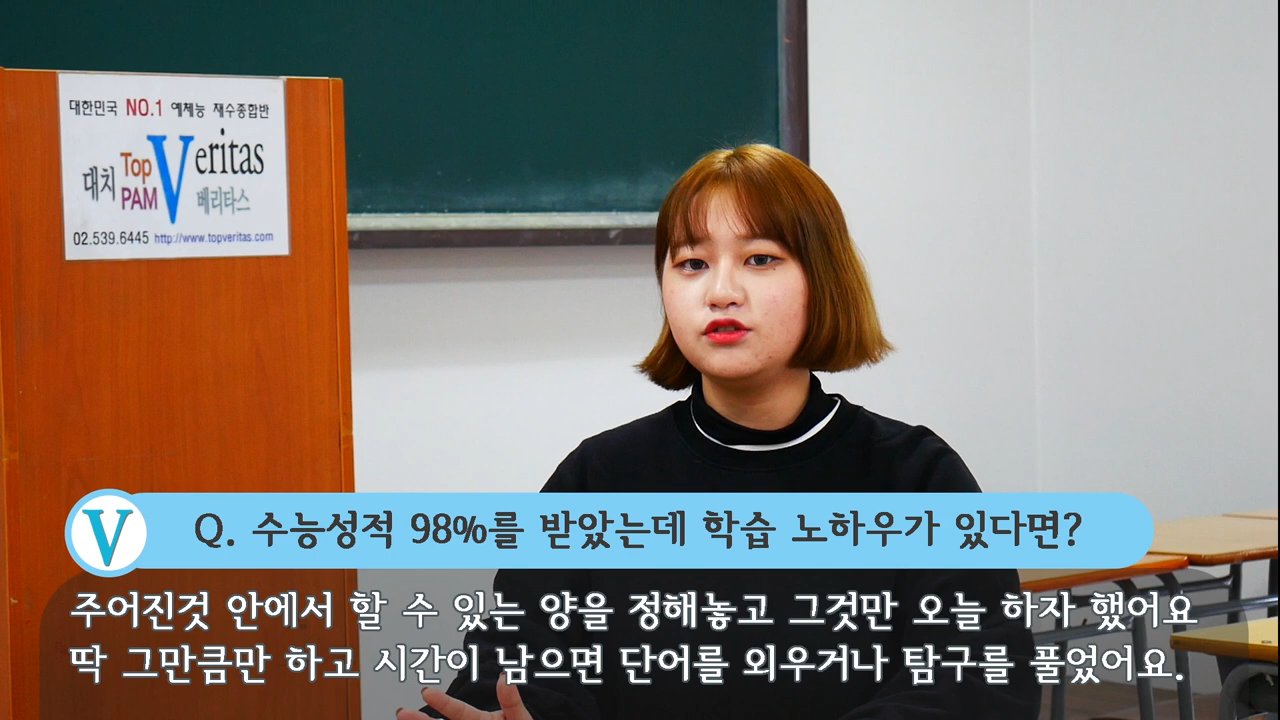 대한민국 NO.1 예체능 재수종합반
대치 Top PAM Veritas 베리타스
02.539.6445 http://www.topveritas.com
V
Q. 수능성적 98%를 받았는데 학습 노하우가 있다면?
주어진것 안에서 할 수 있는 양을 정해놓고 그것만 오늘 하자 했어요
딱 그만큼만 하고 시간이 남으면 단어를 외우거나 탐구를 풀었어요.